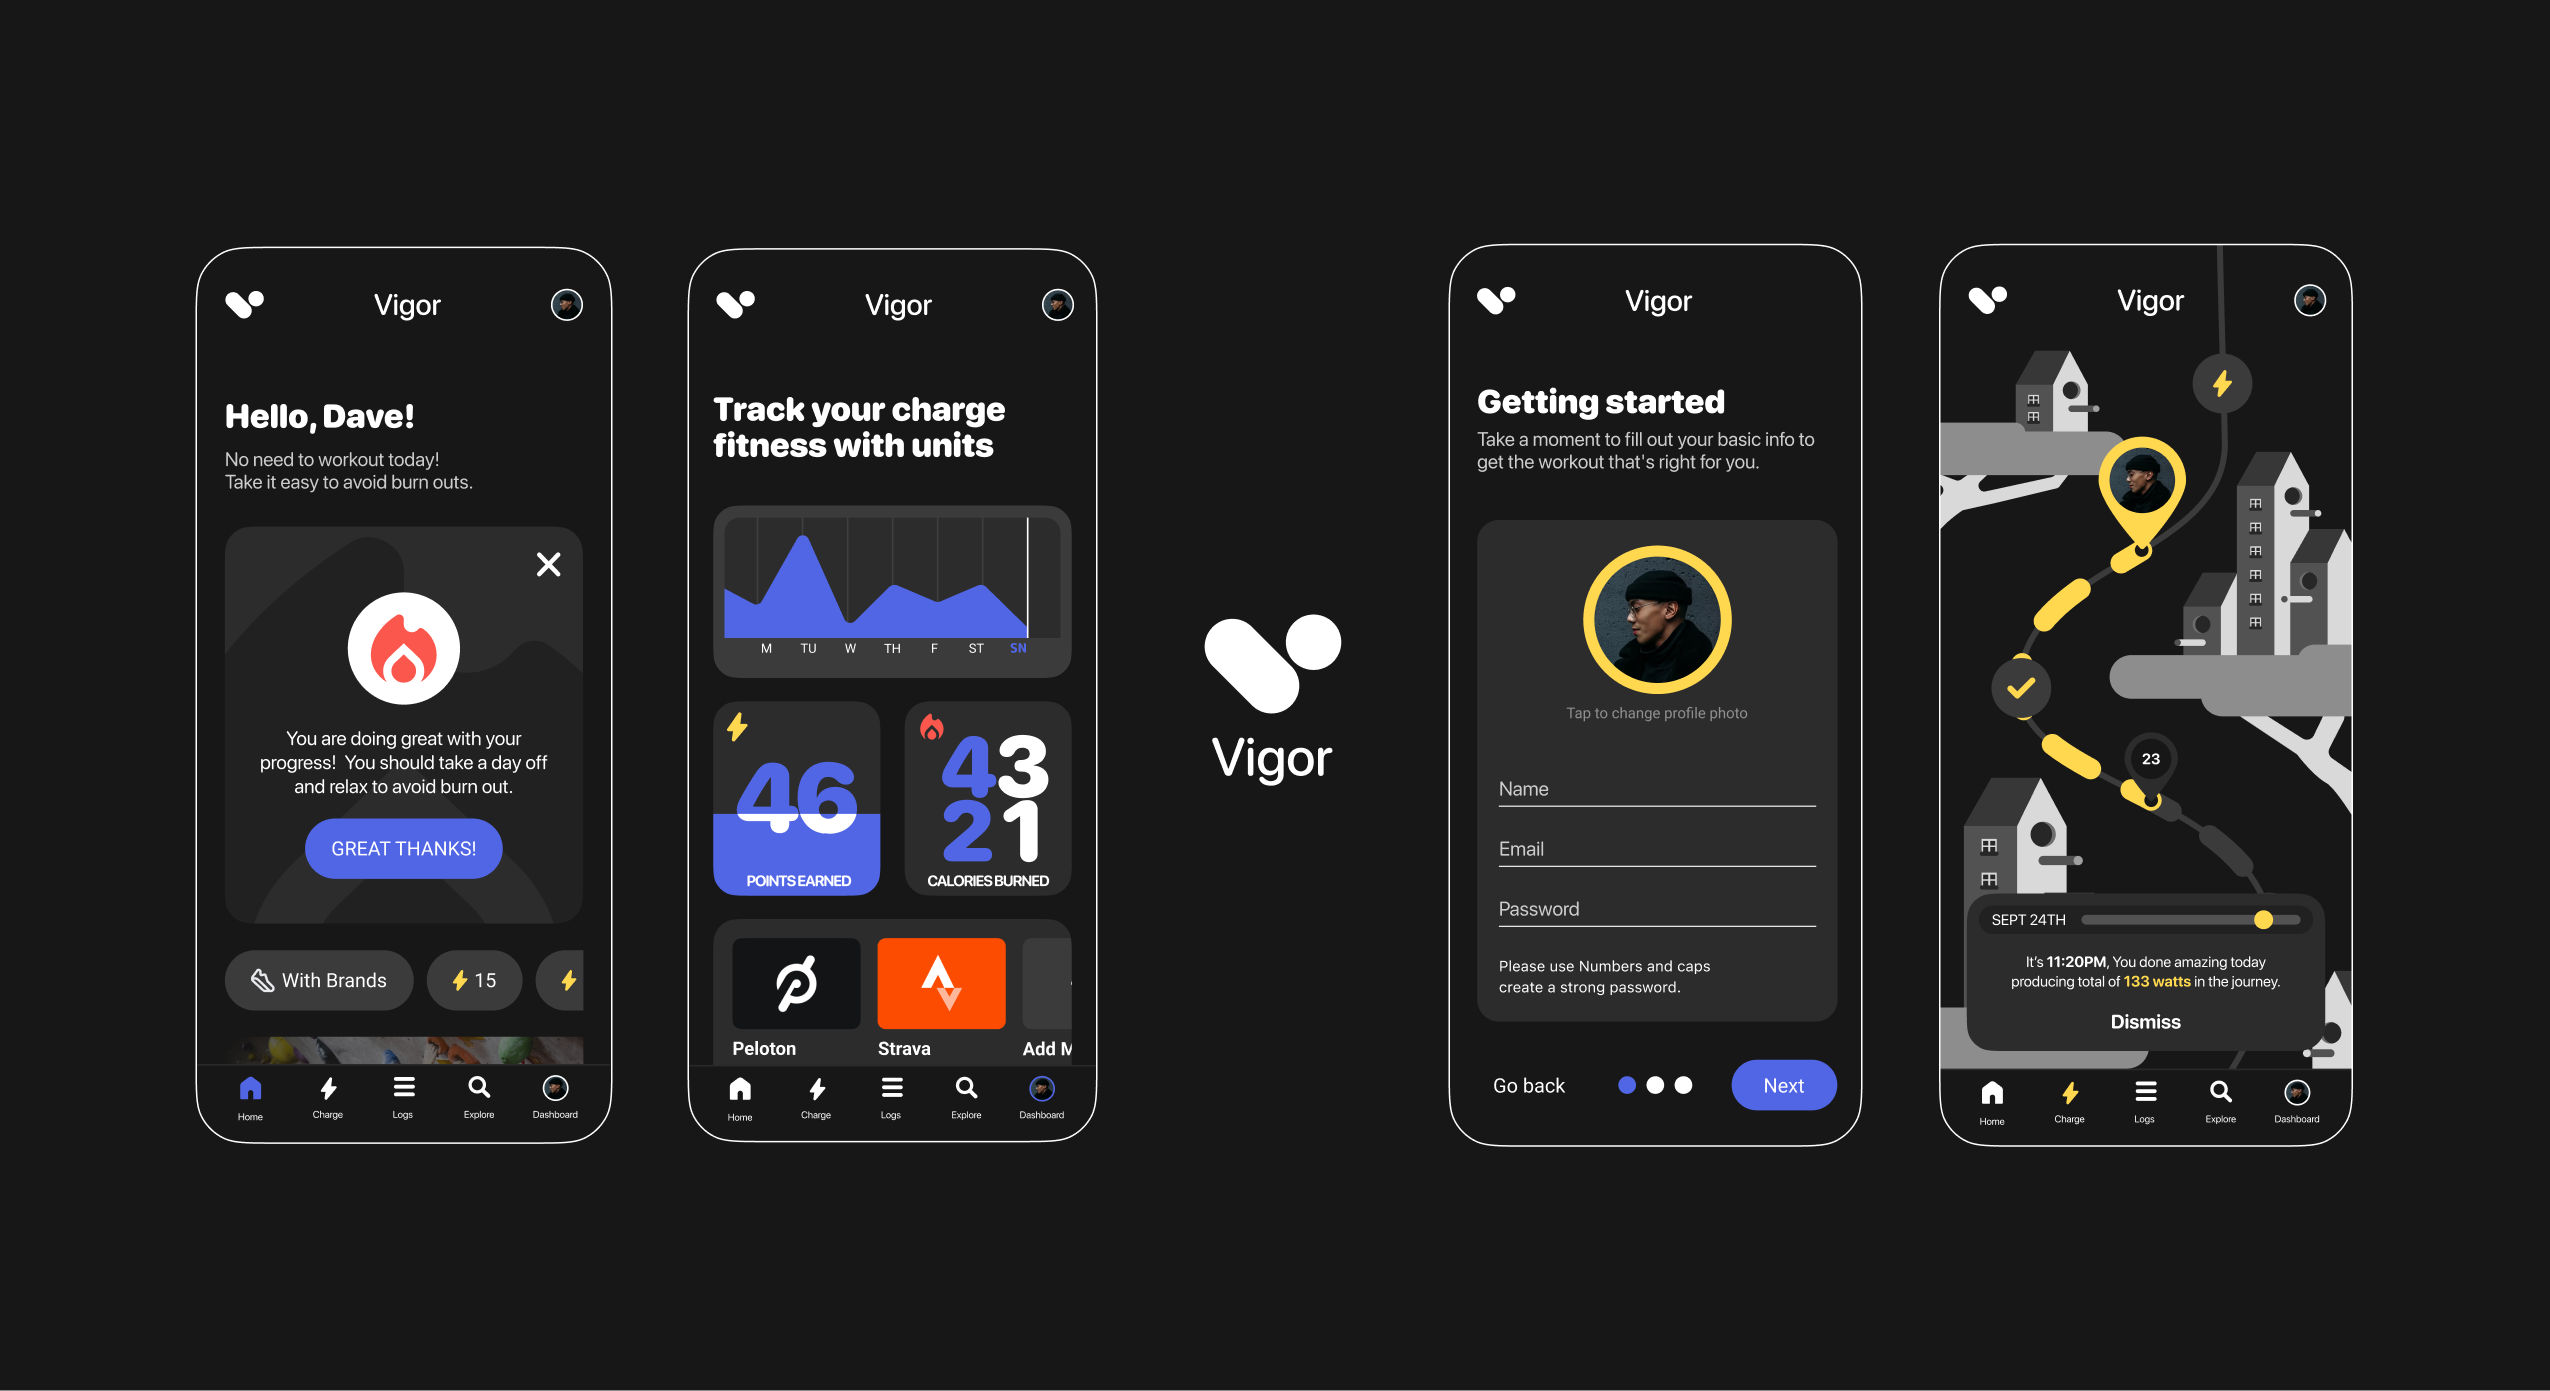 Vigor
Hello, Dave!
No need to workout today!
Take it easy to avoid burn outs.
You are doing great with your
progress!  You should take a day off
and relax to avoid burn out.
GREAT THANKS!
With Brands
15
Home
Charge
Logs
Explore
Dashboard
Vigor
Track your charge
fitness with units
M TU W TH F ST SN
46
POINTS EARNED
43
21
CALORIES BURNED
Peloton
Strava
Add M
Home
Charge
Logs
Explore
Dashboard
Vigor
Vigor
Getting started
Take a moment to fill out your basic info to
get the workout that's right for you.
Tap to change profile photo
Name
Email
Password
Please use Numbers and caps
create a strong password.
Go back
Next
Vigor
23
SEPT 24TH
It's 11:20PM, You done amazing today
producing total of 133 watts in the journey.
Dismiss
Home
Charge
Logs
Explore
Dashboard